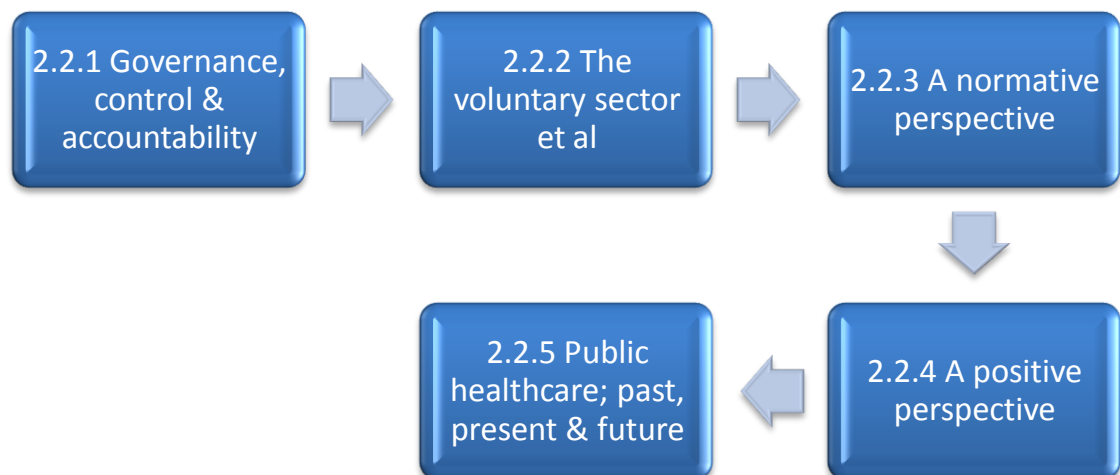 2.2.1 Governance,
control &
accountability
2.2.2 The
voluntary sector
et al
2.2.3 A normative
perspective
2.2.4 A positive
perspective
2.2.5 Public
healthcare; past,
present & future